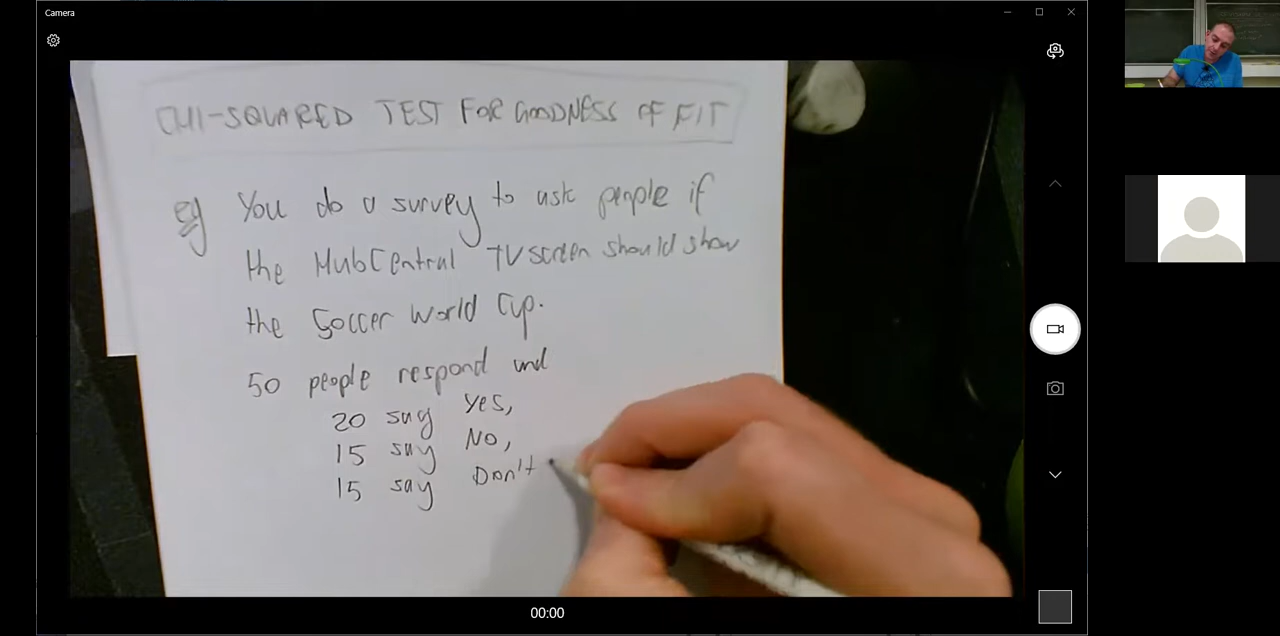 Camera
CHI-SQUARED TEST FOR GOODNESS OF FIT
eg You do a survey to ask people if
the HubCentral TV screen should show
the Soccer World Cup.
50 people respond and
20 say Yes,
15 say No,
15 say Don't
00:00